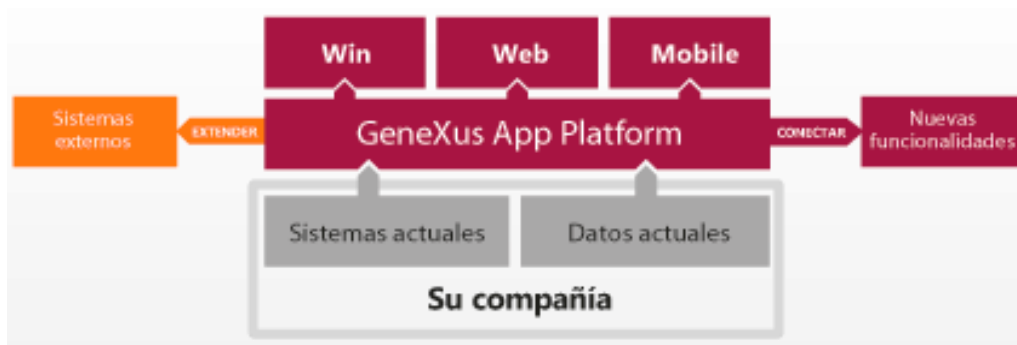 Win
Web
Mobile
Sistemas
externos
EXTENDER
GeneXus App Platform
CONECTAR
Nuevas
funcionalidades
Sistemas actuales
Datos actuales
Su compañía